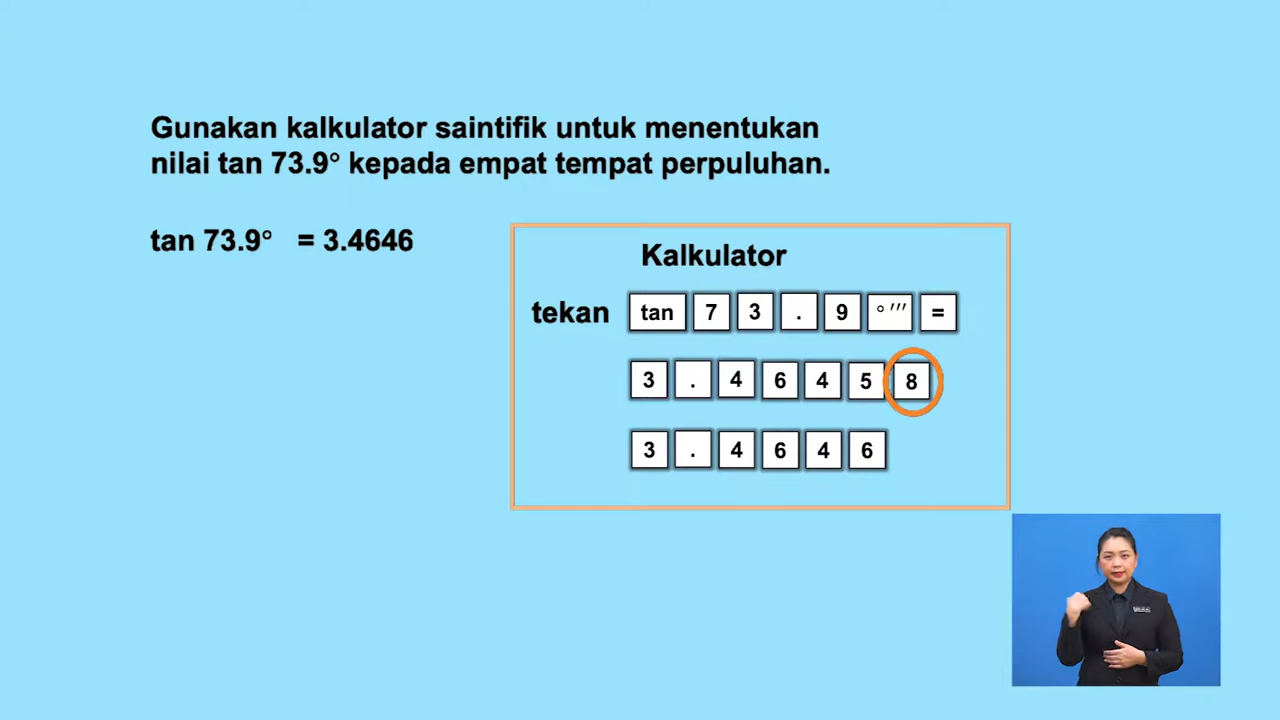 Gunakan kalkulator saintifik untuk menentukan
nilai tan 73.9° kepada empat tempat perpuluhan.
tan 73.9° = 3.4646
Kalkulator
tekan tan 7 3 . 9 ° ′ ″ =
3 . 4 6 4 5 8
3 . 4 6 4 6